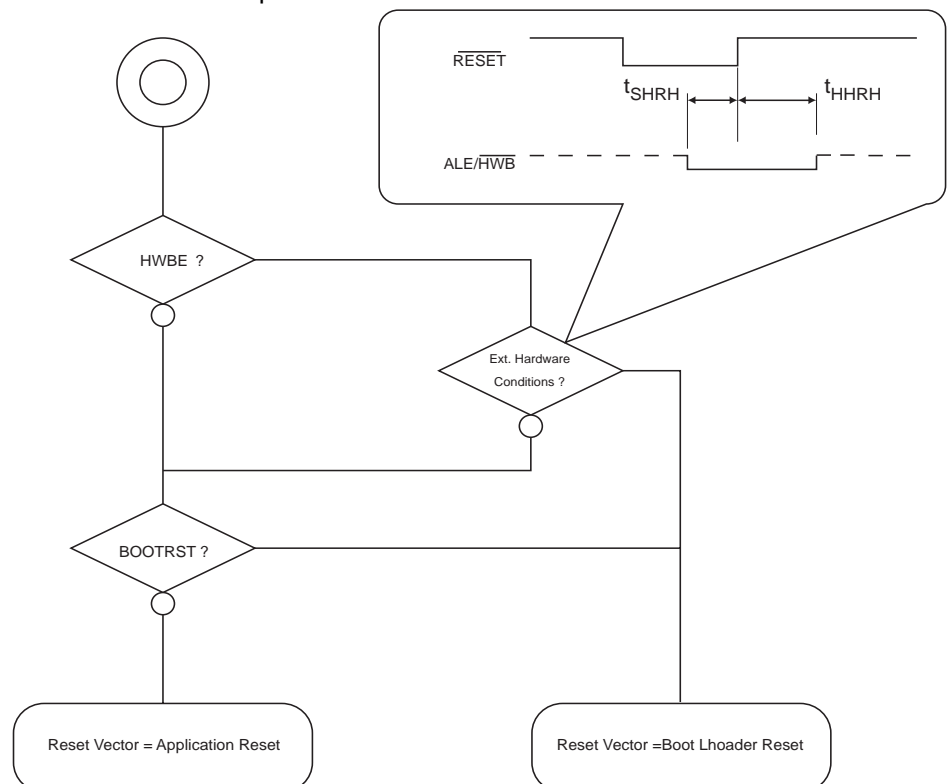 RESET
tSHRH
tHHRH
ALE/HWB
HWBE ?
Ext. Hardware
Conditions ?
BOOTRST ?
Reset Vector = Application Reset
Reset Vector =Boot Lhoader Reset